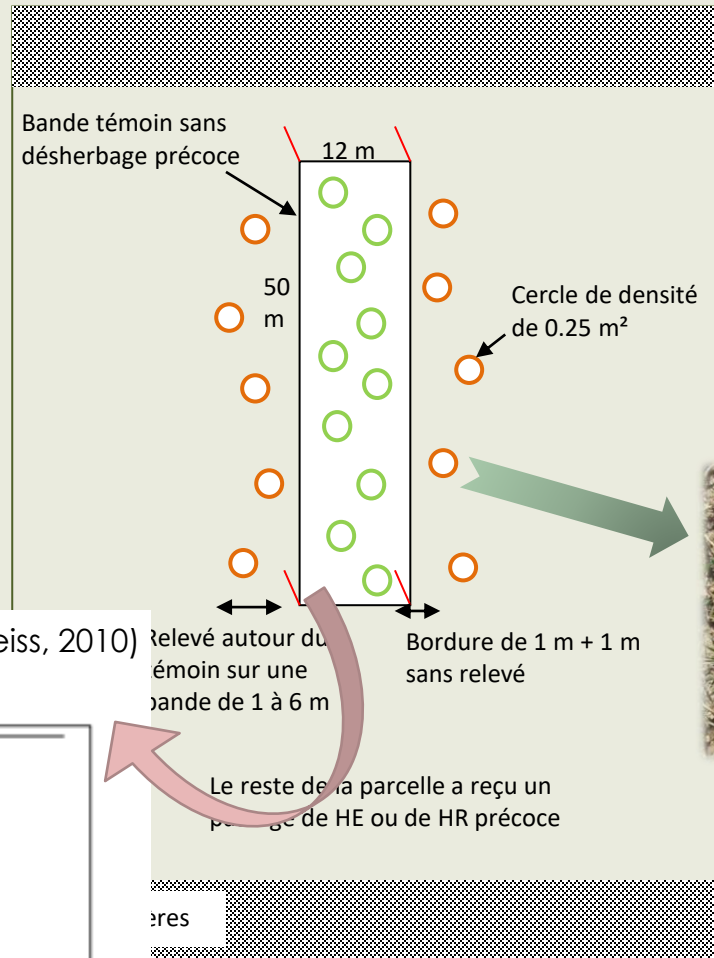 Bande témoin sans
désherbage précoce
12 m
50
m
Cercle de densité
de 0.25 m²
eiss, 2010)
Relevé autour du
témoin sur une
bande de 1 à 6 m
Bordure de 1 m + 1 m
sans relevé
Le reste de la parcelle a reçu un
passage de HE ou de HR précoce
ères